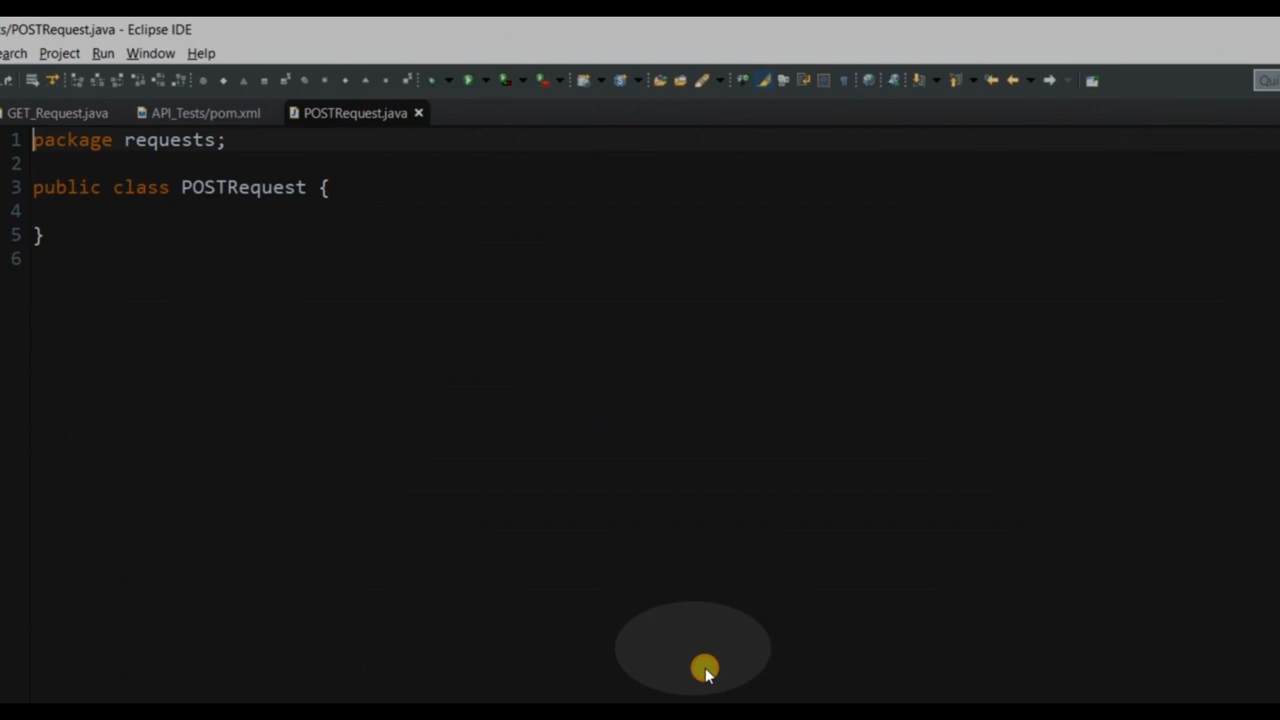 s/POSTRequest.java - Eclipse IDE
earch Project Run Window Help
Qui
GET_Request.java API_Tests/pom.xml POSTRequest.java
1 package requests;
2
3 public class POSTRequest {
4
5 }
6